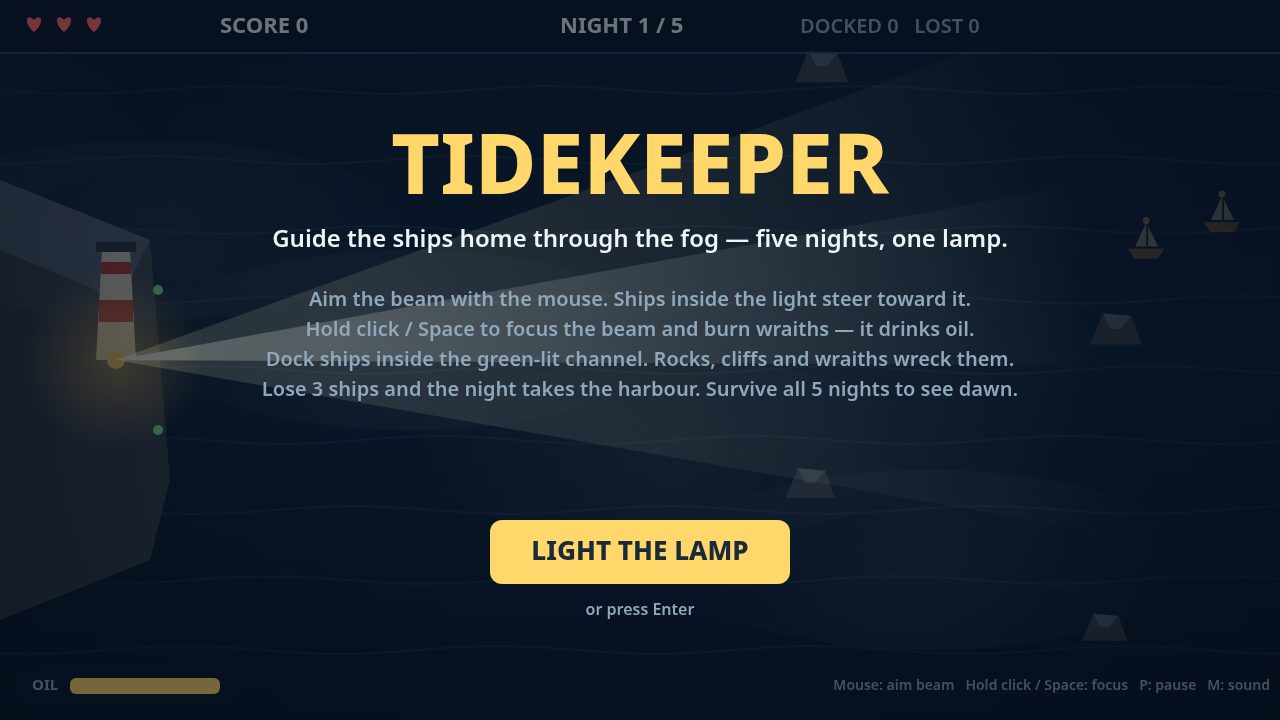 SCORE 0
NIGHT 1 / 5
DOCKED 0 LOST 0
TIDEKEEPER
Guide the ships home through the fog — five nights, one lamp.
Aim the beam with the mouse. Ships inside the light steer toward it.
Hold click / Space to focus the beam and burn wraiths — it drinks oil.
Dock ships inside the green-lit channel. Rocks, cliffs and wraiths wreck them.
Lose 3 ships and the night takes the harbour. Survive all 5 nights to see dawn.
LIGHT THE LAMP
or press Enter
OIL
Mouse: aim beam Hold click / Space: focus P: pause M: sound